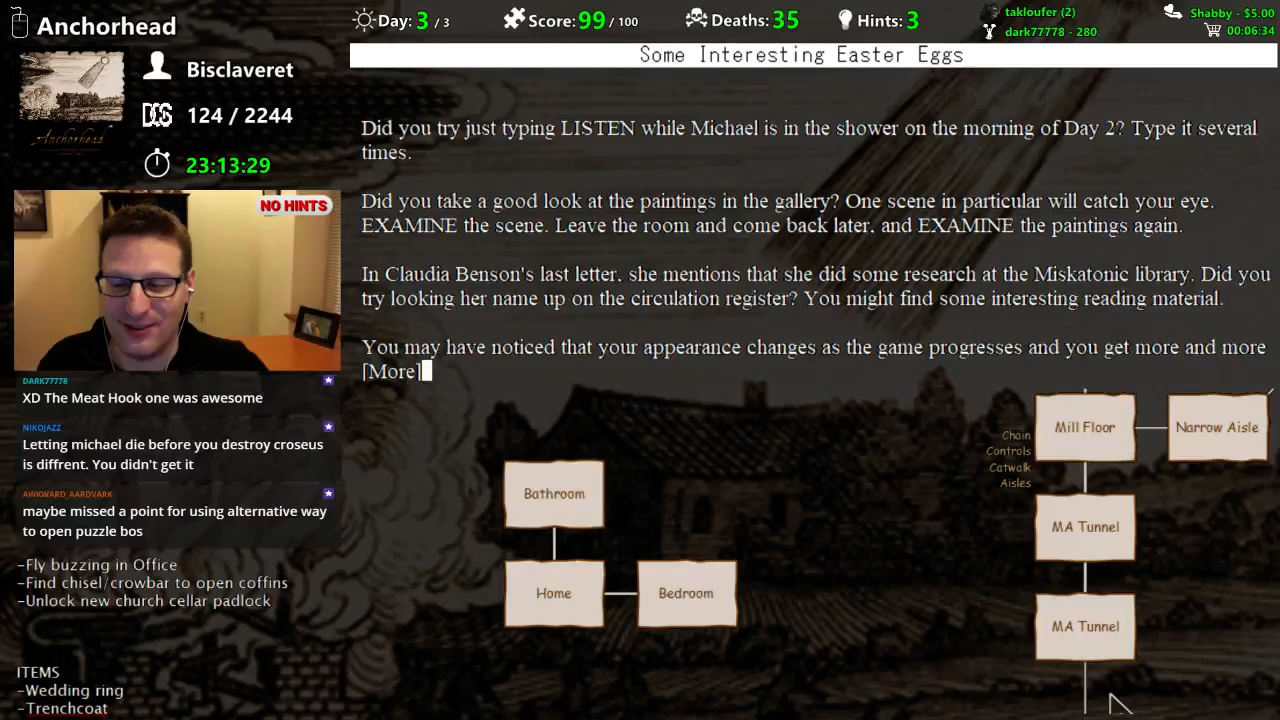 Anchorhead
Day: 3 / 3
Score: 99 / 100
Deaths: 35
Hints: 3
takloufer (2)
dark77778 - 280
Shabby - $5.00
00:06:34
Anchorhead
Bisclaveret
DGS 124 / 2244
23:13:29
NO HINTS
Some Interesting Easter Eggs
Did you try just typing LISTEN while Michael is in the shower on the morning of Day 2? Type it several
times.
Did you take a good look at the paintings in the gallery? One scene in particular will catch your eye.
EXAMINE the scene. Leave the room and come back later, and EXAMINE the paintings again.
In Claudia Benson's last letter, she mentions that she did some research at the Miskatonic library. Did you
try looking her name up on the circulation register? You might find some interesting reading material.
You may have noticed that your appearance changes as the game progresses and you get more and more
[More]
DARK77778
XD The Meat Hook one was awesome
NIKOJAZZ
Letting michael die before you destroy croseus
is diffrent. You didn't get it
AWKWARD_AARDVARK
maybe missed a point for using alternative way
to open puzzle bos
-Fly buzzing in Office
-Find chisel/crowbar to open coffins
-Unlock new church cellar padlock
ITEMS
-Wedding ring
-Trenchcoat
Bathroom
Home
Bedroom
Chain
Controls
Catwalk
Aisles
Mill Floor
Narrow Aisle
MA Tunnel
MA Tunnel